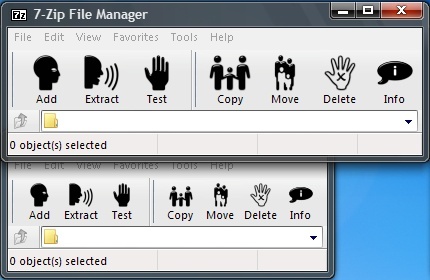 7z 7-Zip File Manager
File Edit View Favorites Tools Help
Add Extract Test Copy Move Delete Info
0 object(s) selected
File Edit View Favorites Tools Help
Add Extract Test Copy Move Delete Info
0 object(s) selected